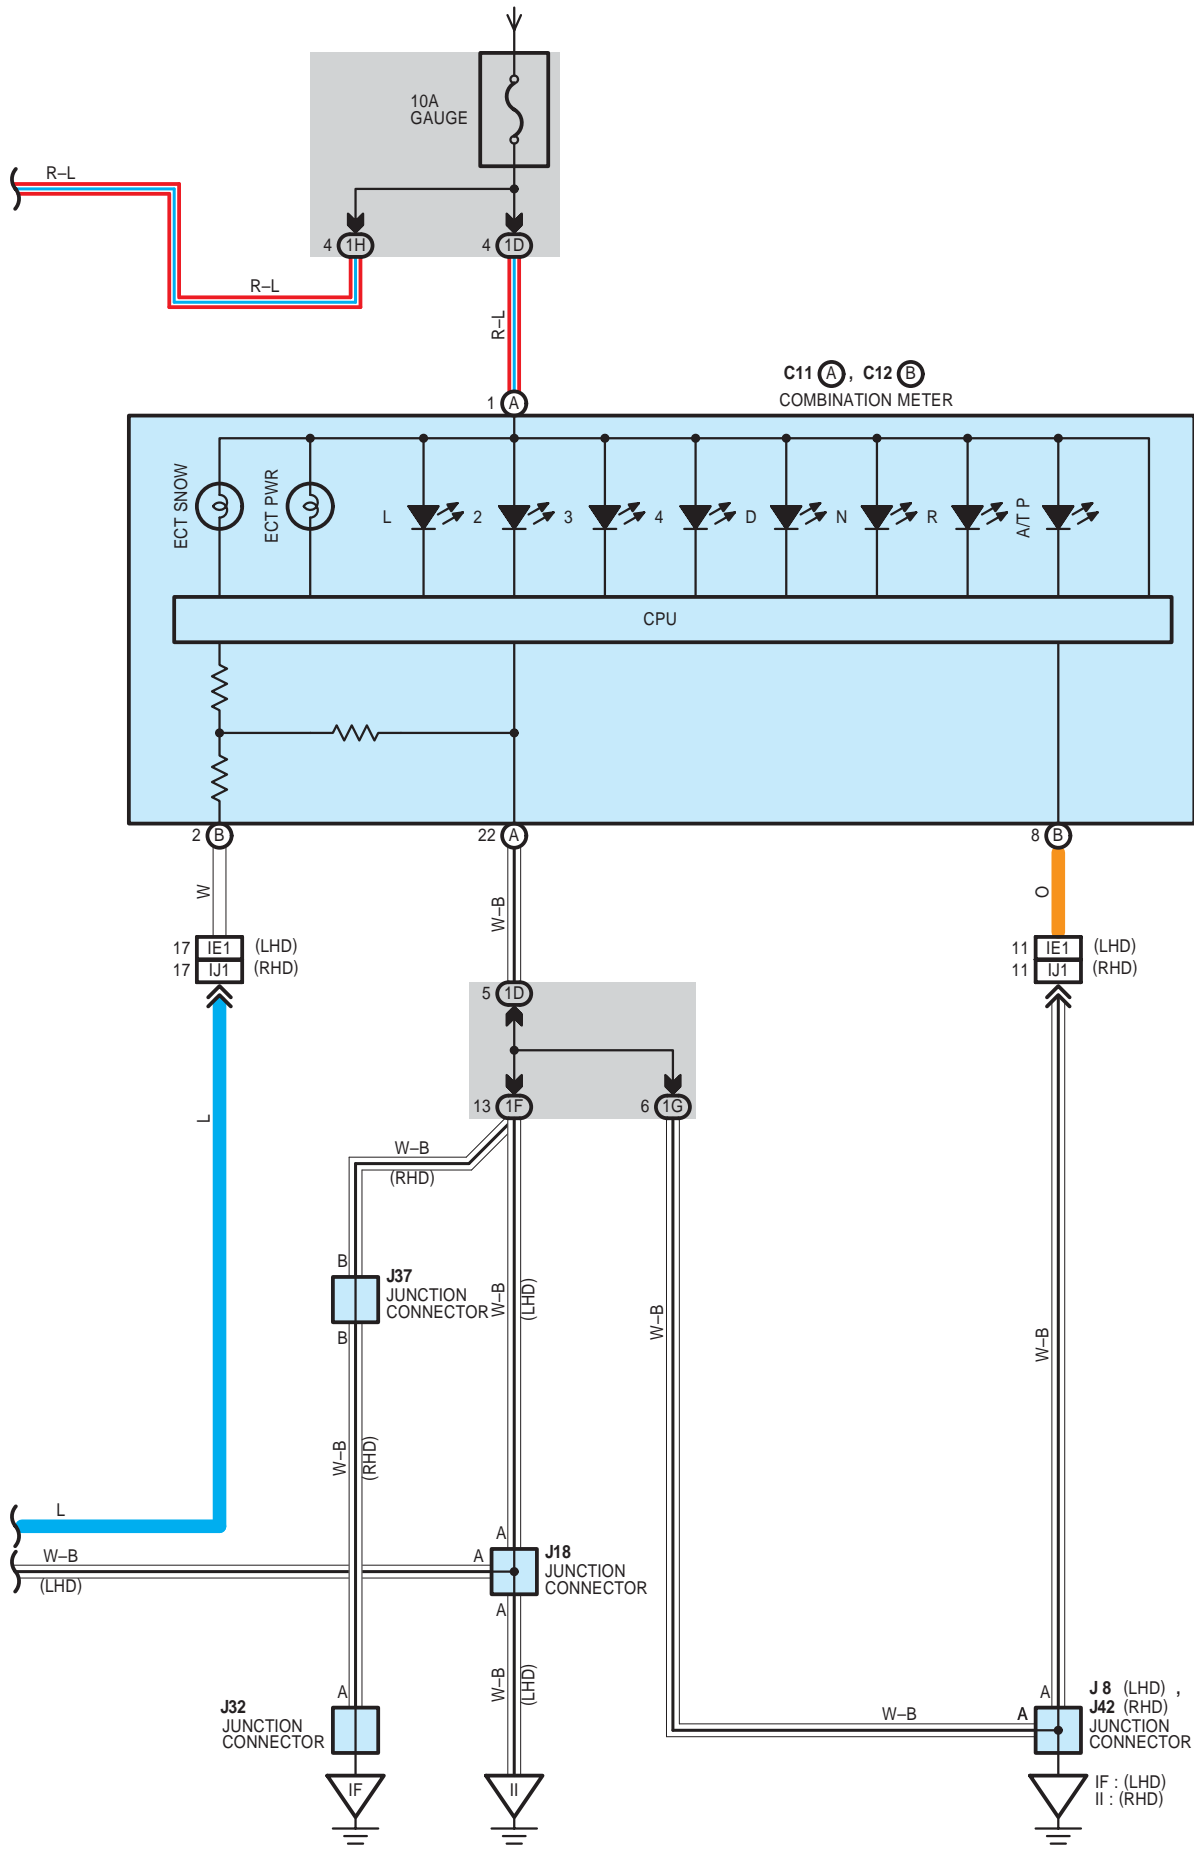 10A
GAUGE
R–L
4 1H
4 1D
R–L
R–L
C11 A , C12 B
COMBINATION METER
1 A
ECT SNOW
ECT PWR
L
2
3
4
D
N
R
A/T P
CPU
2 B
22 A
8 B
W
W–B
O
17 IE1 (LHD)
17 IJ1 (RHD)
11 IE1 (LHD)
11 IJ1 (RHD)
5 1D
13 1F
6 1G
L
W–B
(RHD)
B
J37
JUNCTION
CONNECTOR
B
W–B
(LHD)
W–B
W–B
W–B
(RHD)
L
W–B
(LHD)
A
A
J18
JUNCTION
CONNECTOR
A
W–B
(LHD)
A
J32
JUNCTION
CONNECTOR
W–B
A
A
J 8 (LHD) ,
J42 (RHD)
JUNCTION
CONNECTOR
IF
II
IF : (LHD)
II : (RHD)